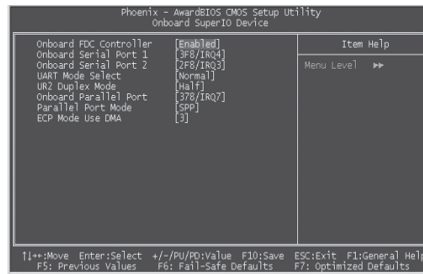 Phoenix - AwardBIOS CMOS Setup Utility
Onboard SuperIO Device
Onboard FDC Controller [Enabled]
Onboard Serial Port 1 [3F8/IRQ4]
Onboard Serial Port 2 [2F8/IRQ3]
UART Mode Select [Normal]
UR2 Duplex Mode [Half]
Onboard Parallel Port [378/IRQ7]
Parallel Port Mode [SPP]
ECP Mode Use DMA [3]
Item Help
Menu Level ►►
↑↓↔:Move Enter:Select +/-/PU/PD:Value F10:Save ESC:Exit F1:General Help
F5: Previous Values F6: Fail-Safe Defaults F7: Optimized Defaults